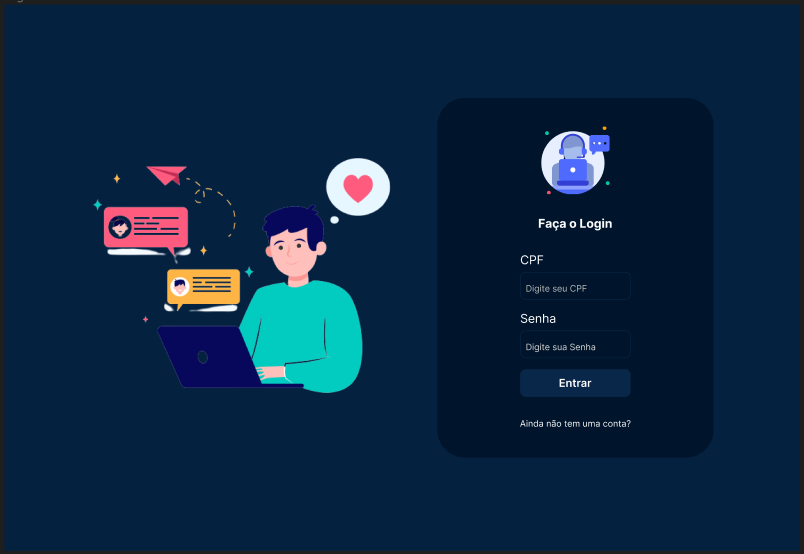 Faça o Login
CPF
Digite seu CPF
Senha
Digite sua Senha
Entrar
Ainda não tem uma conta?